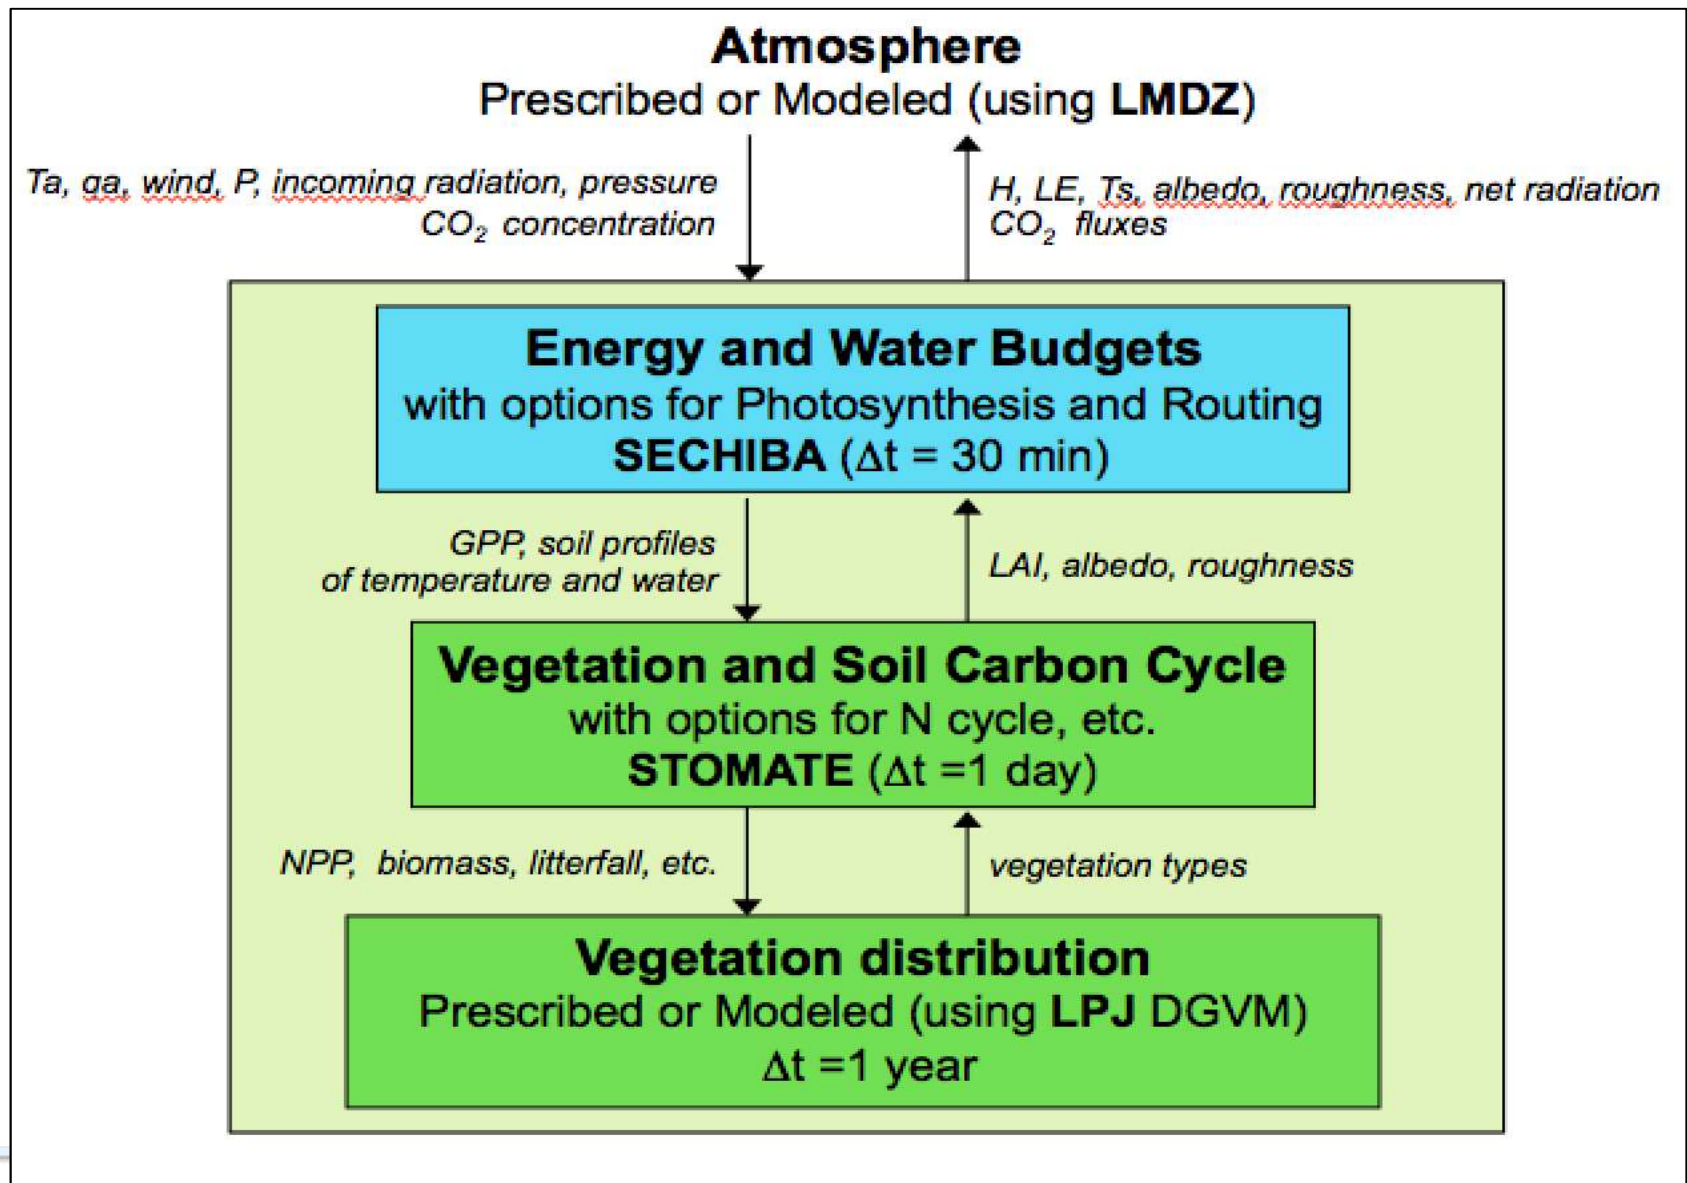 Atmosphere
Prescribed or Modeled (using LMDZ)
Ta, qa, wind, P, incoming radiation, pressure
CO₂ concentration
H, LE, Ts, albedo, roughness, net radiation
CO₂ fluxes
Energy and Water Budgets
with options for Photosynthesis and Routing
SECHIBA (Δt = 30 min)
GPP, soil profiles
of temperature and water
LAI, albedo, roughness
Vegetation and Soil Carbon Cycle
with options for N cycle, etc.
STOMATE (Δt =1 day)
NPP, biomass, litterfall, etc.
vegetation types
Vegetation distribution
Prescribed or Modeled (using LPJ DGVM)
Δt =1 year